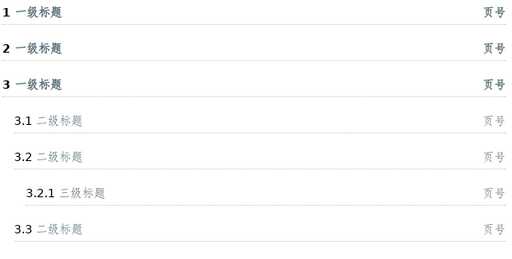 1 一级标题 页号
2 一级标题 页号
3 一级标题 页号
3.1 二级标题 页号
3.2 二级标题 页号
3.2.1 三级标题 页号
3.3 二级标题 页号